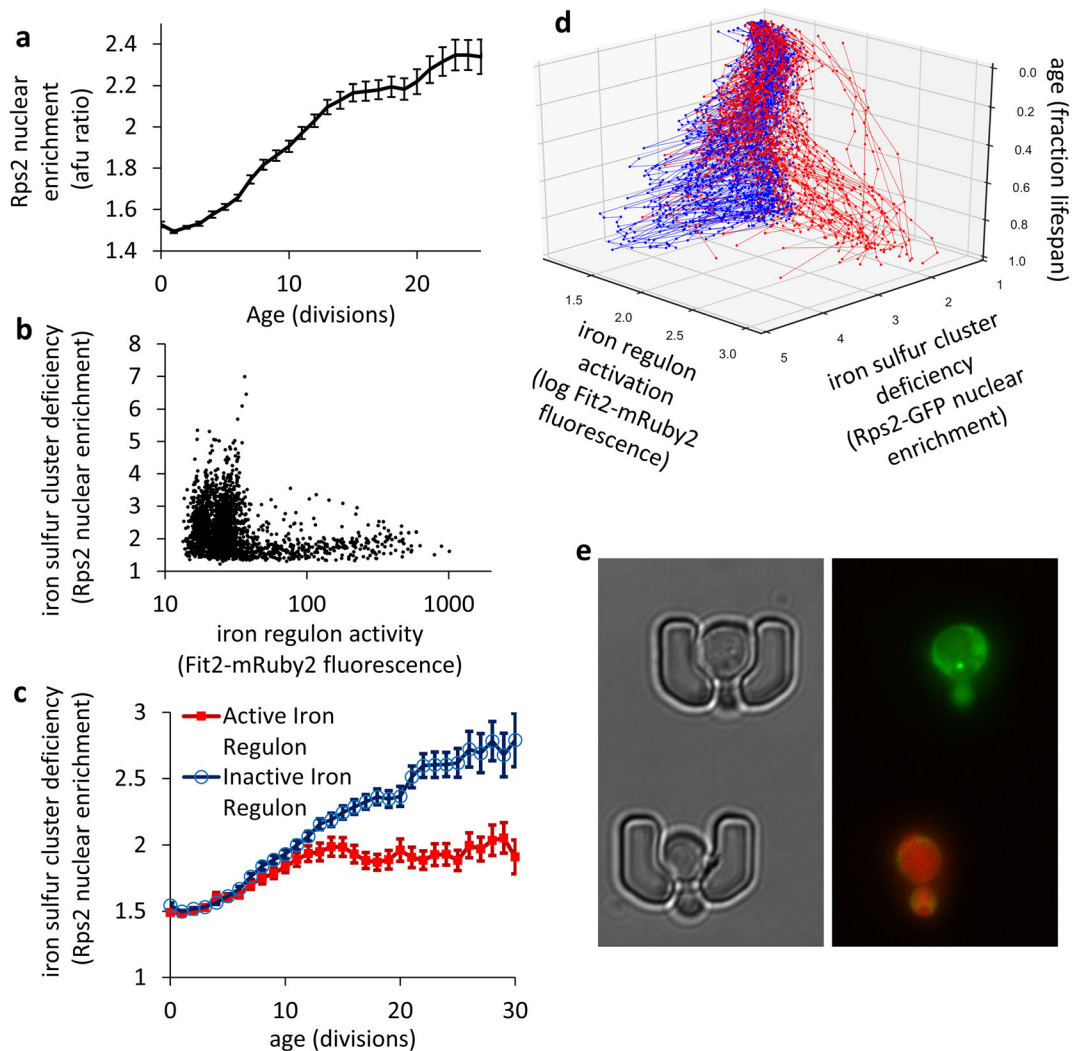 a
Rps2 nuclear
enrichment
(afu ratio)
2.4
2.2
2
1.8
1.6
1.4
0
10
20
Age (divisions)
b
iron sulfur cluster deficiency
(Rps2 nuclear enrichment)
8
7
6
5
4
3
2
1
10
100
1000
iron regulon activity
(Fit2-mRuby2 fluorescence)
c
iron sulfur cluster deficiency
(Rps2 nuclear enrichment)
3
2.5
2
1.5
1
Active Iron
Regulon
Inactive Iron
Regulon
0
10
20
30
age (divisions)
d
age (fraction lifespan)
0.0
0.2
0.4
0.6
0.8
1.0
1.5
2.0
2.5
3.0
iron regulon
activation
(log Fit2-mRuby2
fluorescence)
5
4
3
2
1
iron sulfur cluster
deficiency
(Rps2-GFP nuclear
enrichment)
e